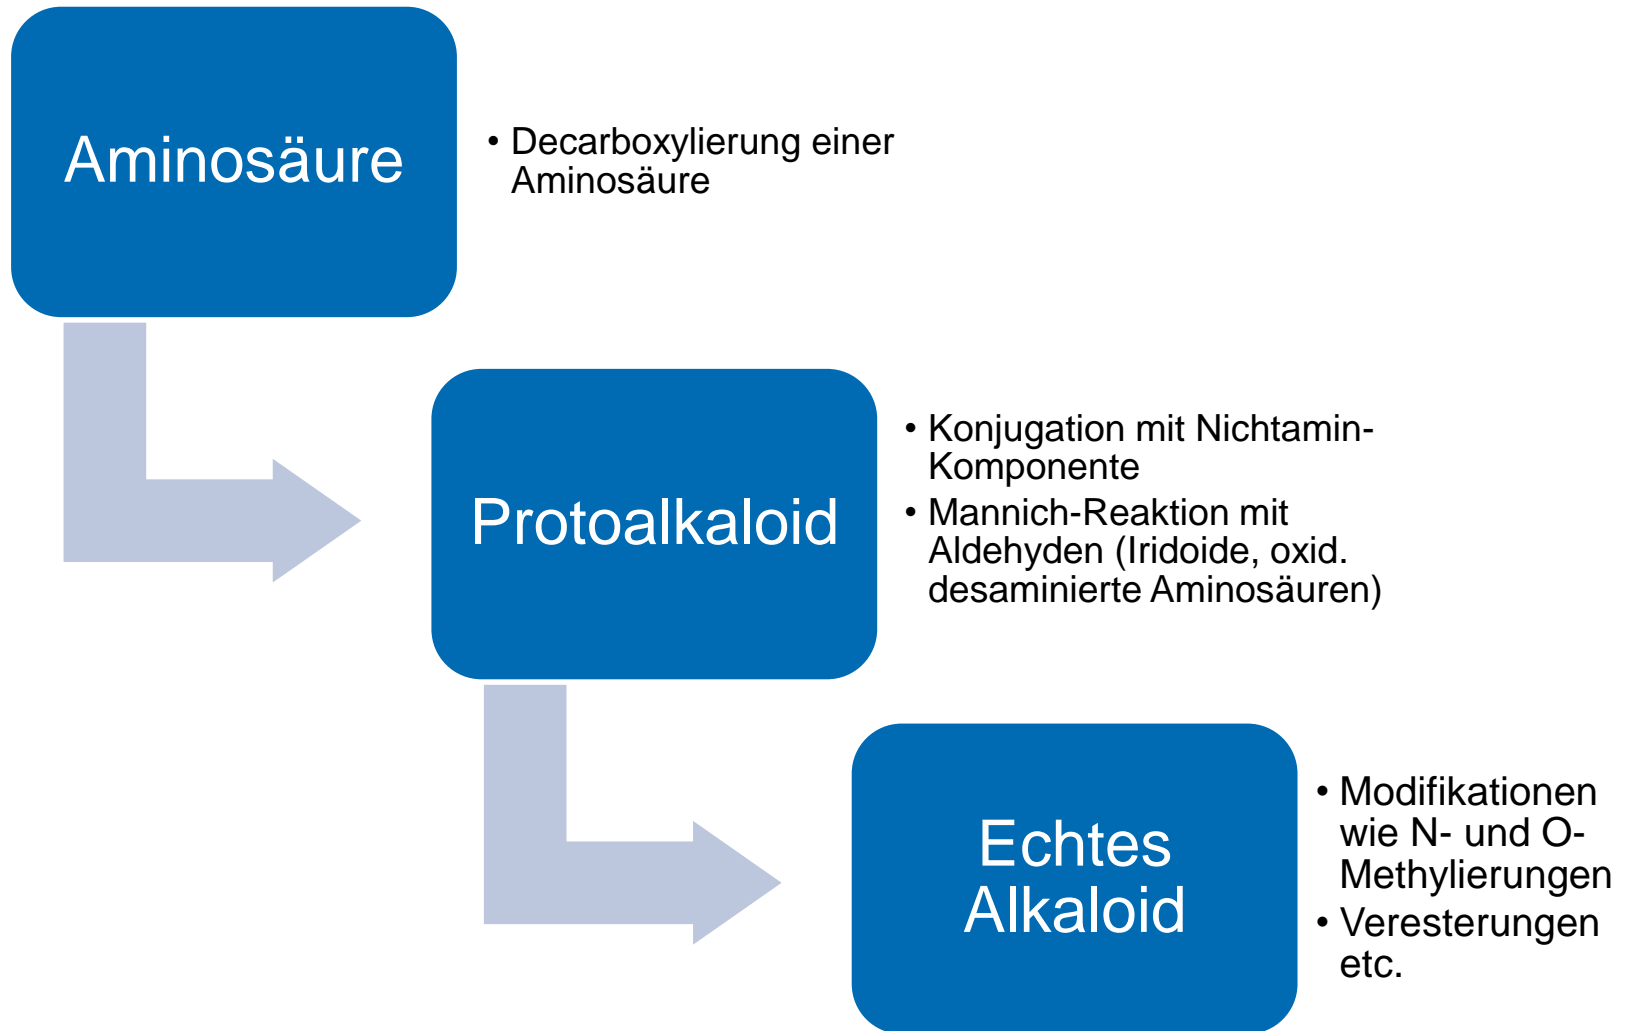 Aminosäure
• Decarboxylierung einer
Aminosäure
Protoalkaloid
• Konjugation mit Nichtamin-
Komponente
• Mannich-Reaktion mit
Aldehyden (Iridoide, oxid.
desaminierte Aminosäuren)
Echtes
Alkaloid
• Modifikationen
wie N- und O-
Methylierungen
• Veresterungen
etc.